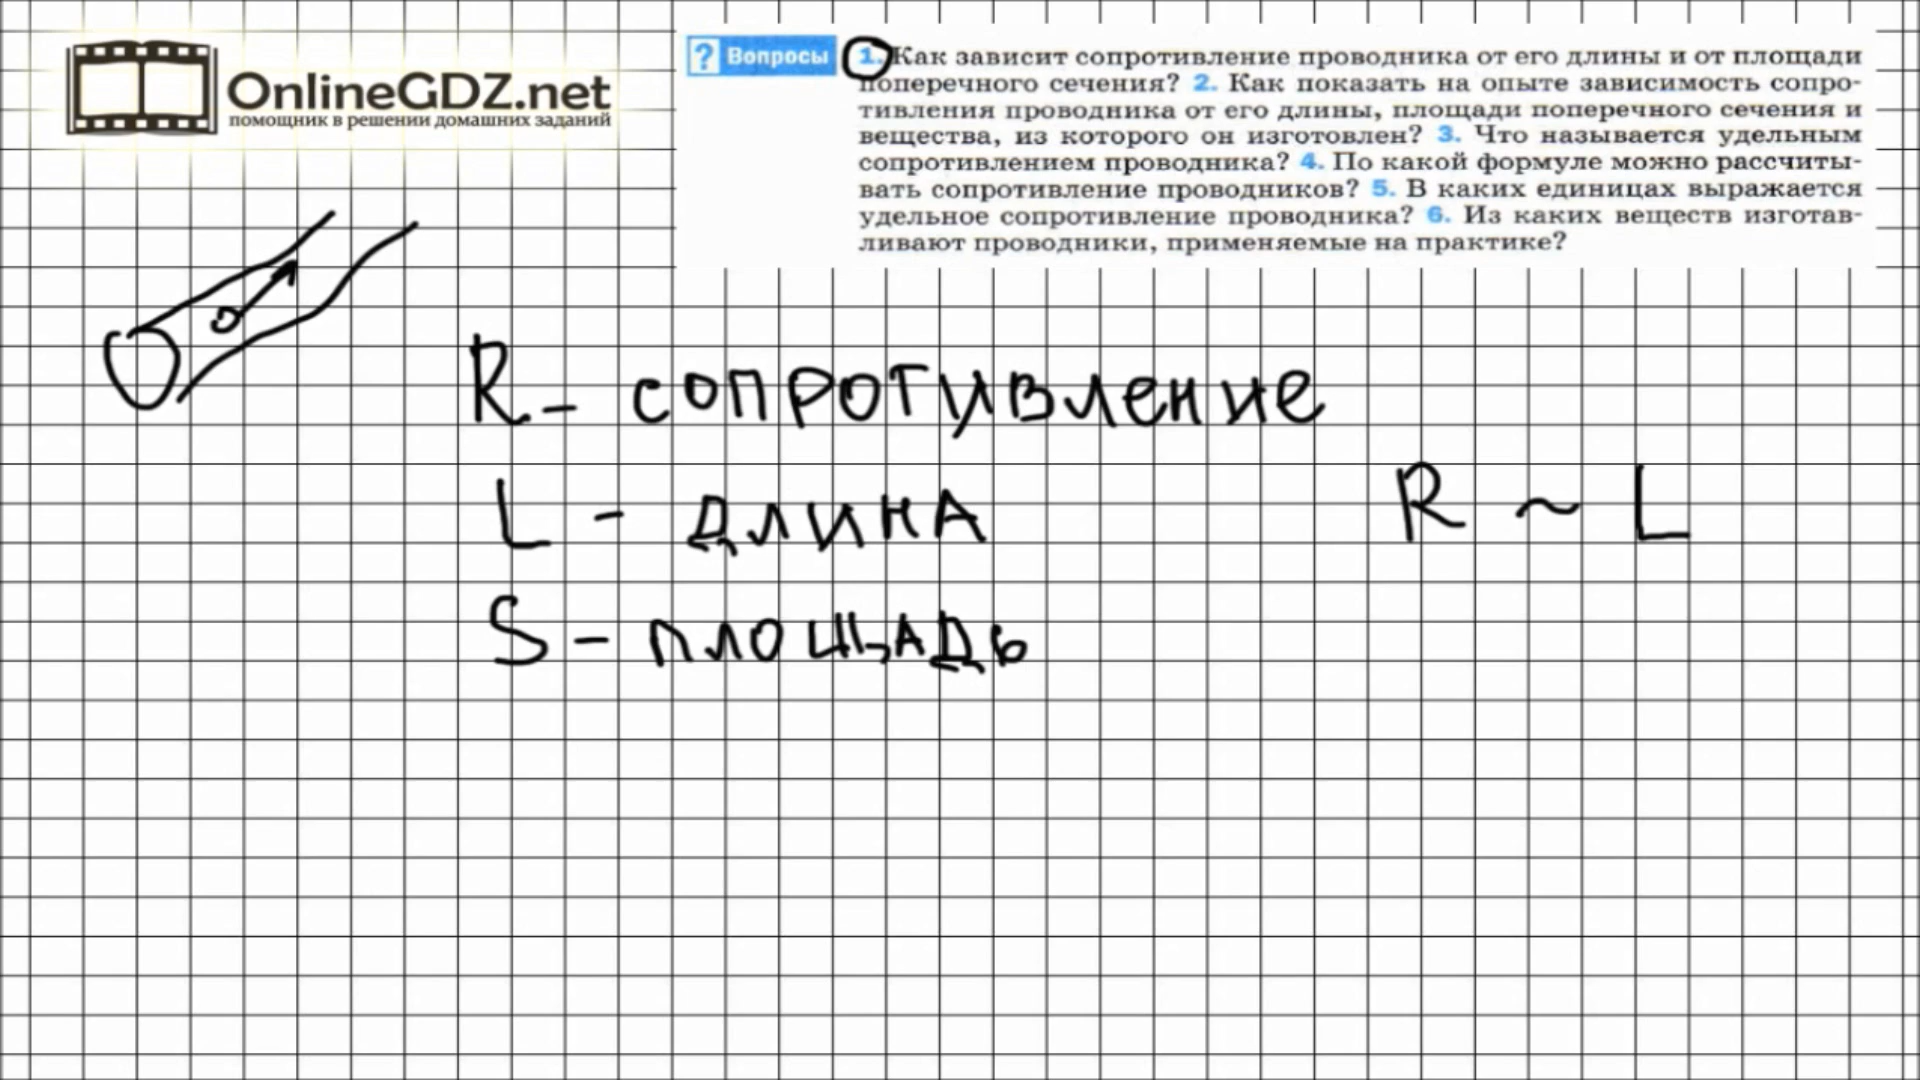 OnlineGDZ.net
помощник в решении домашних заданий
? Вопросы
1. Как зависит сопротивление проводника от его длины и от площади
поперечного сечения? 2. Как показать на опыте зависимость сопро-
тивления проводника от его длины, площади поперечного сечения и
вещества, из которого он изготовлен? 3. Что называется удельным
сопротивлением проводника? 4. По какой формуле можно рассчиты-
вать сопротивление проводников? 5. В каких единицах выражается
удельное сопротивление проводника? 6. Из каких веществ изготав-
ливают проводники, применяемые на практике?
R - сопротивление
L - длина
R ~ L
S - площадь